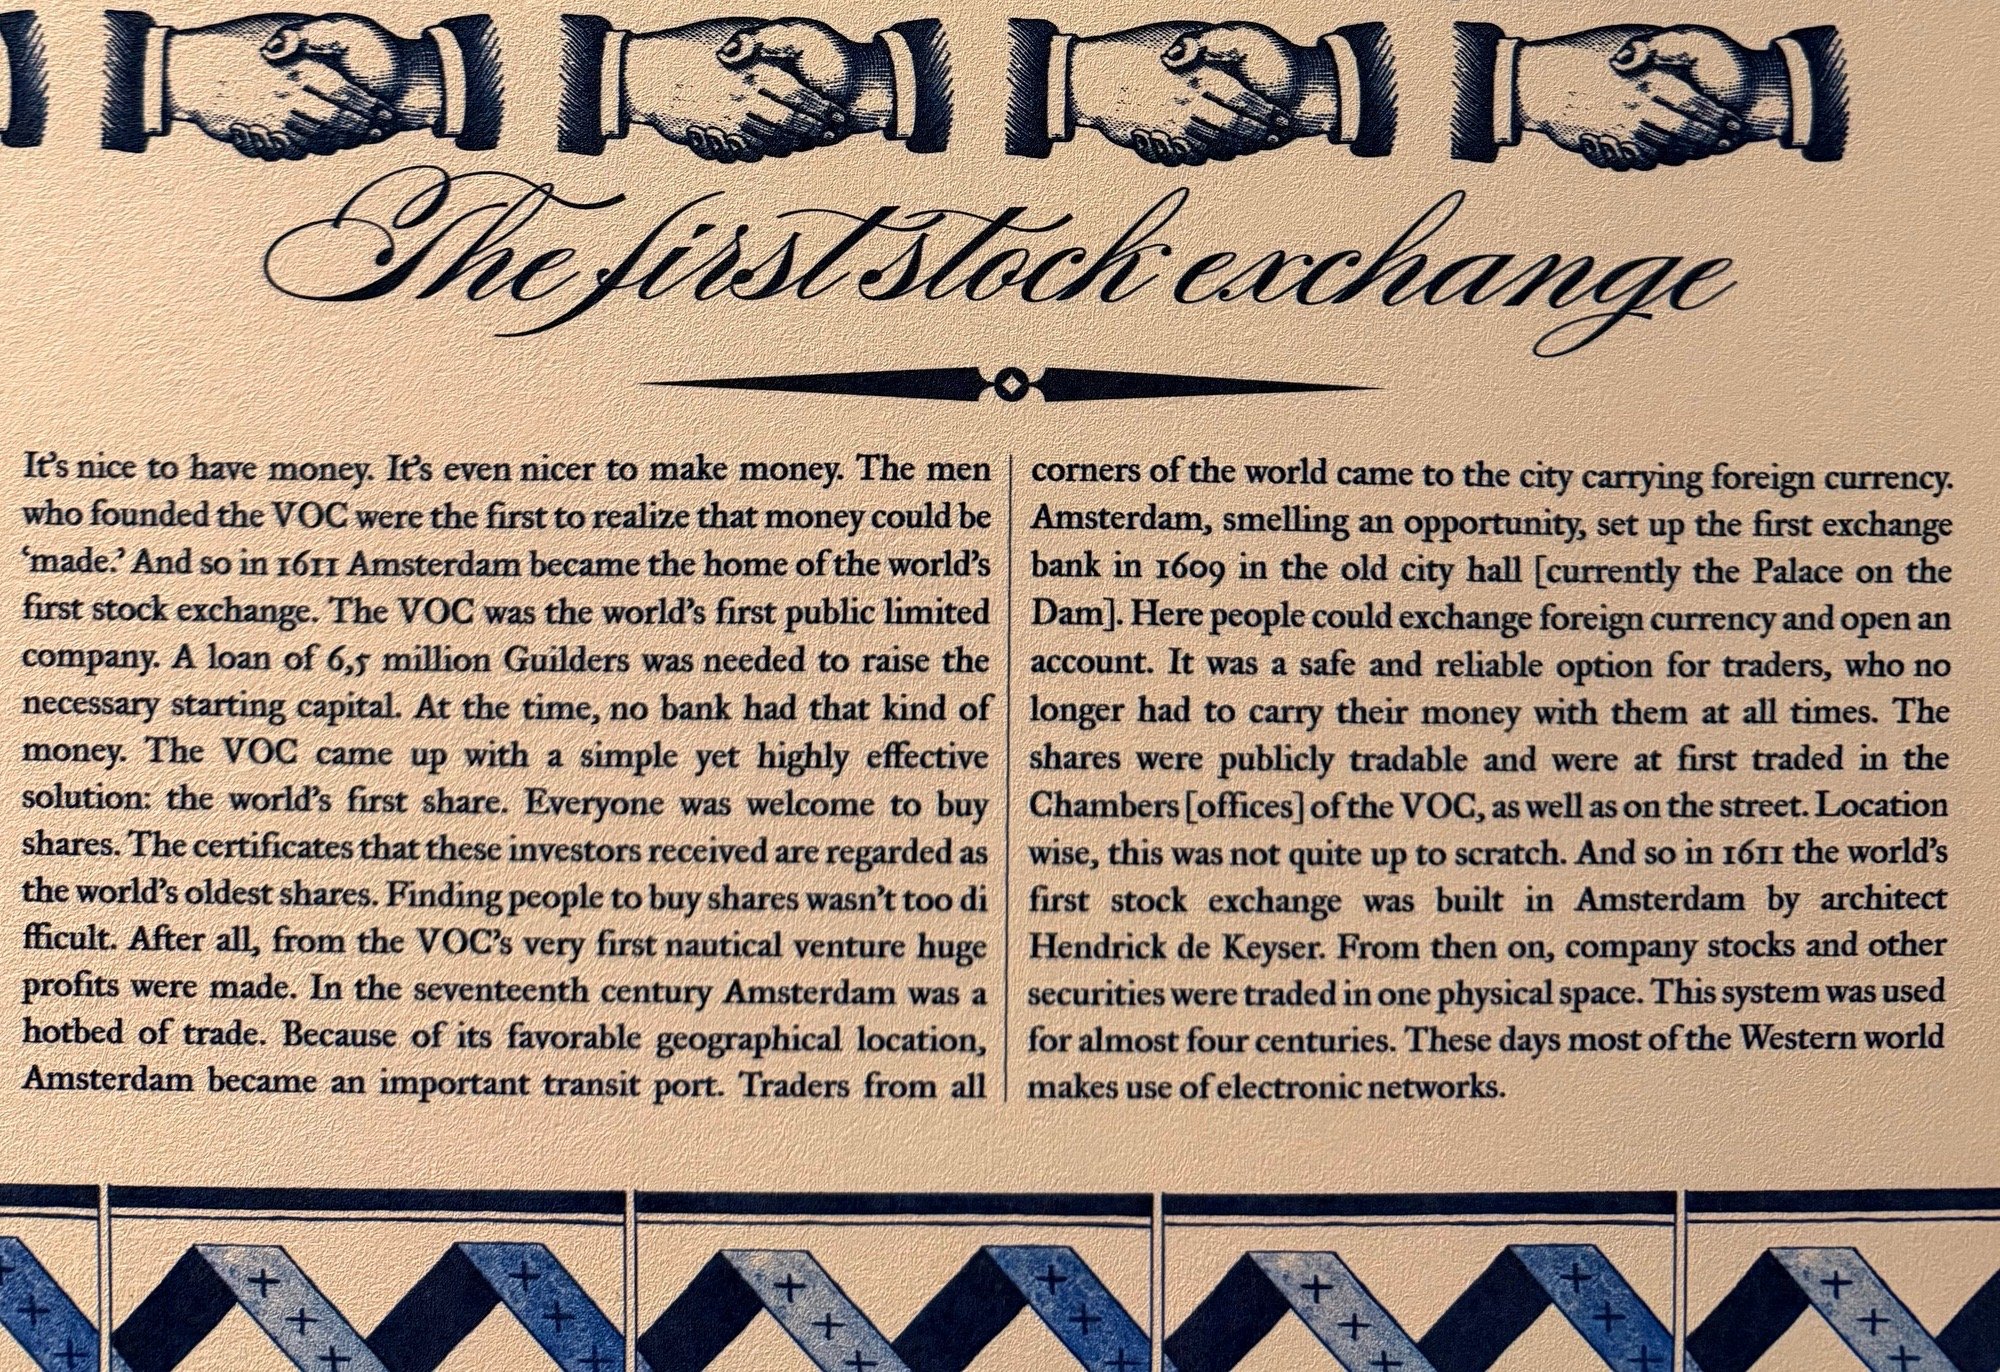 The first stock exchange
It's nice to have money. It's even nicer to make money. The men
who founded the VOC were the first to realize that money could be
‘made.’ And so in 1611 Amsterdam became the home of the world's
first stock exchange. The VOC was the world's first public limited
company. A loan of 6,5 million Guilders was needed to raise the
necessary starting capital. At the time, no bank had that kind of
money. The VOC came up with a simple yet highly effective
solution: the world's first share. Everyone was welcome to buy
shares. The certificates that these investors received are regarded as
the world's oldest shares. Finding people to buy shares wasn't too di
fficult. After all, from the VOC's very first nautical venture huge
profits were made. In the seventeenth century Amsterdam was a
hotbed of trade. Because of its favorable geographical location,
Amsterdam became an important transit port. Traders from all
corners of the world came to the city carrying foreign currency.
Amsterdam, smelling an opportunity, set up the first exchange
bank in 1609 in the old city hall [currently the Palace on the
Dam]. Here people could exchange foreign currency and open an
account. It was a safe and reliable option for traders, who no
longer had to carry their money with them at all times. The
shares were publicly tradable and were at first traded in the
Chambers [offices] of the VOC, as well as on the street. Location
wise, this was not quite up to scratch. And so in 1611 the world's
first stock exchange was built in Amsterdam by architect
Hendrick de Keyser. From then on, company stocks and other
securities were traded in one physical space. This system was used
for almost four centuries. These days most of the Western world
makes use of electronic networks.